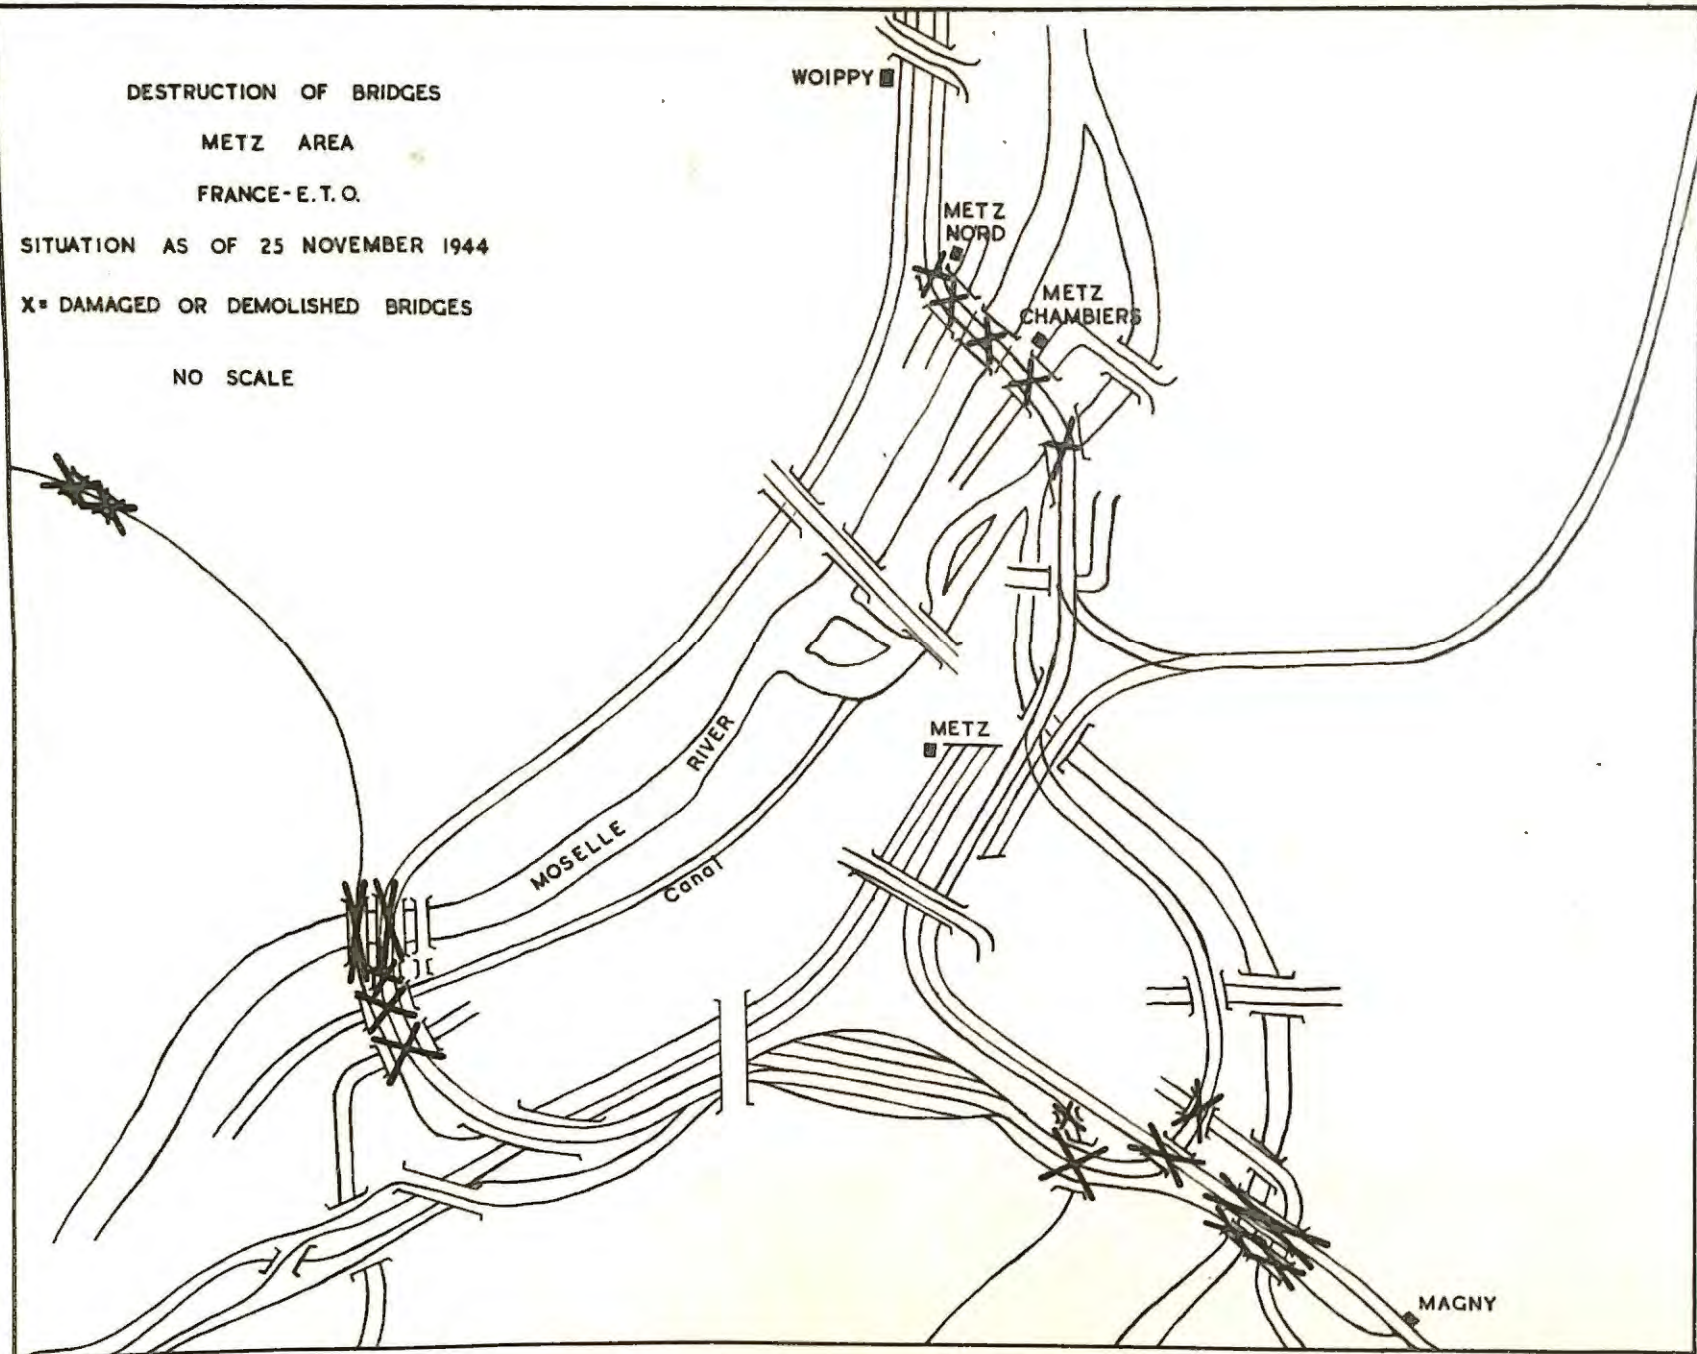 DESTRUCTION OF BRIDGES
METZ AREA
FRANCE-E.T.O.
SITUATION AS OF 25 NOVEMBER 1944
X= DAMAGED OR DEMOLISHED BRIDGES
NO SCALE
WOIPPY
METZ
NORD
METZ
CHAMBIERS
METZ
RIVER
MOSELLE
Canal
MAGNY